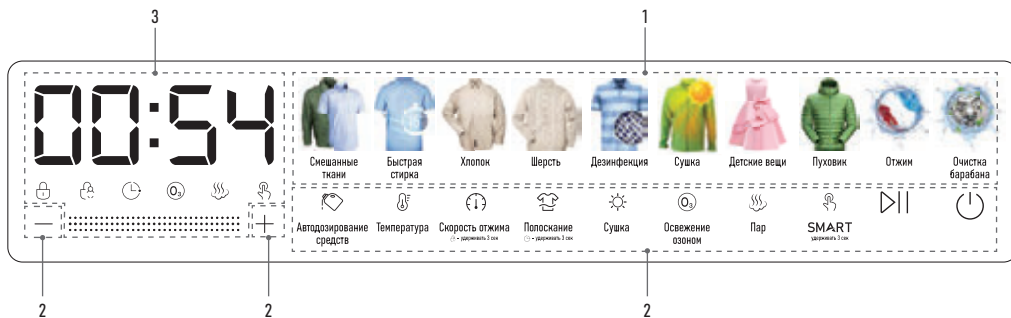 3
1
00:54
Смешанные
ткани
Быстрая
стирка
Хлопок
Шерсть
Дезинфекция
Сушка
Детские вещи
Пуховик
Отжим
Очистка
барабана
O₃
−
+
Автодозирование
средств
Температура
Скорость отжима
– удерживать 3 сек
Полоскание
– удерживать 3 сек
Сушка
O₃
Освежение
озоном
Пар
SMART
удерживать 3 сек
2
2
2